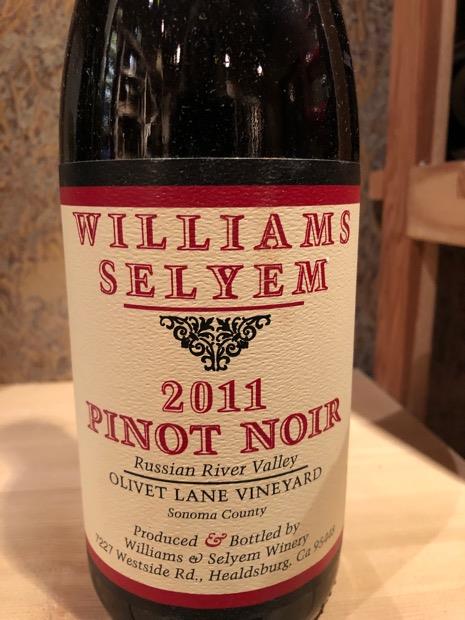 WILLIAMS
SELYEM
2011
PINOT NOIR
Russian River Valley
OLIVET LANE VINEYARD
Sonoma County
Produced & Bottled by
Williams & Selyem Winery
7227 Westside Rd., Healdsburg, Ca 95448